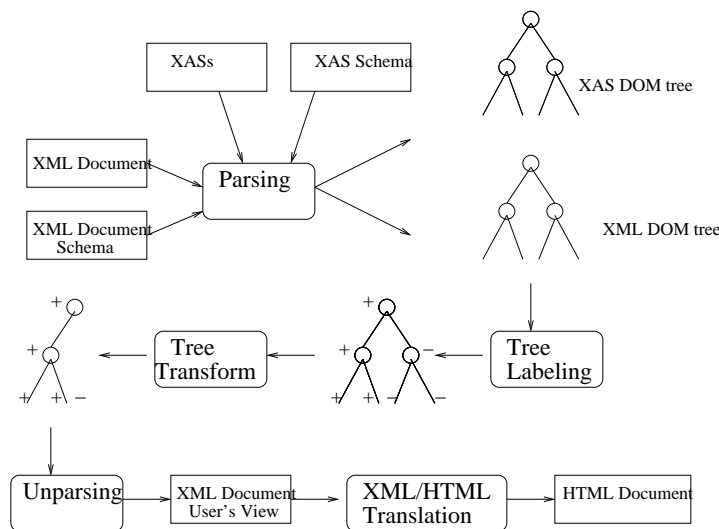 XASs
XAS Schema
XAS DOM tree
XML Document
Parsing
XML Document
Schema
XML DOM tree
+ +
+ + −
Tree
Transform
Tree
Labeling
+ + − + + − −
Unparsing
XML Document
User's View
XML/HTML
Translation
HTML Document